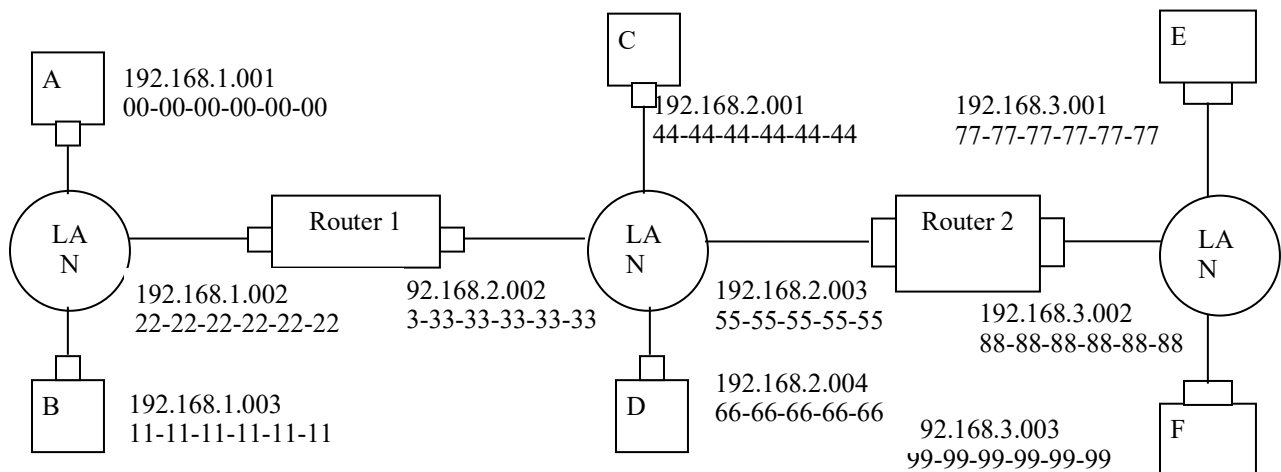 A
192.168.1.001
00-00-00-00-00-00
C
192.168.2.001
44-44-44-44-44-44
E
192.168.3.001
77-77-77-77-77-77
LA
N
Router 1
LA
N
Router 2
LA
N
192.168.1.002
22-22-22-22-22-22
92.168.2.002
3-33-33-33-33-33
192.168.2.003
55-55-55-55-55
192.168.3.002
88-88-88-88-88-88
B
192.168.1.003
11-11-11-11-11-11
D
192.168.2.004
66-66-66-66-66
92.168.3.003
99-99-99-99-99-99
F